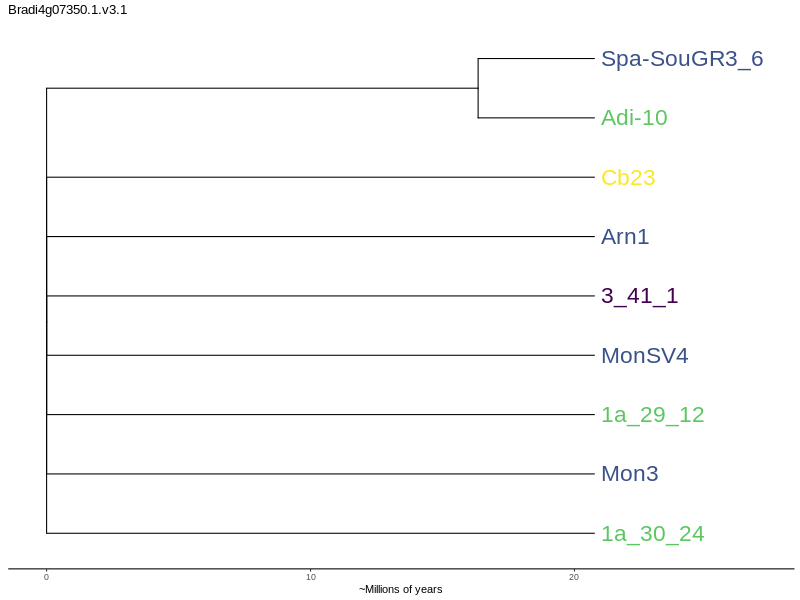 Bradi4g07350.1.v3.1
Spa-SouGR3_6
Adi-10
Cb23
Arn1
3_41_1
MonSV4
1a_29_12
Mon3
1a_30_24
0 10 20
~Millions of years